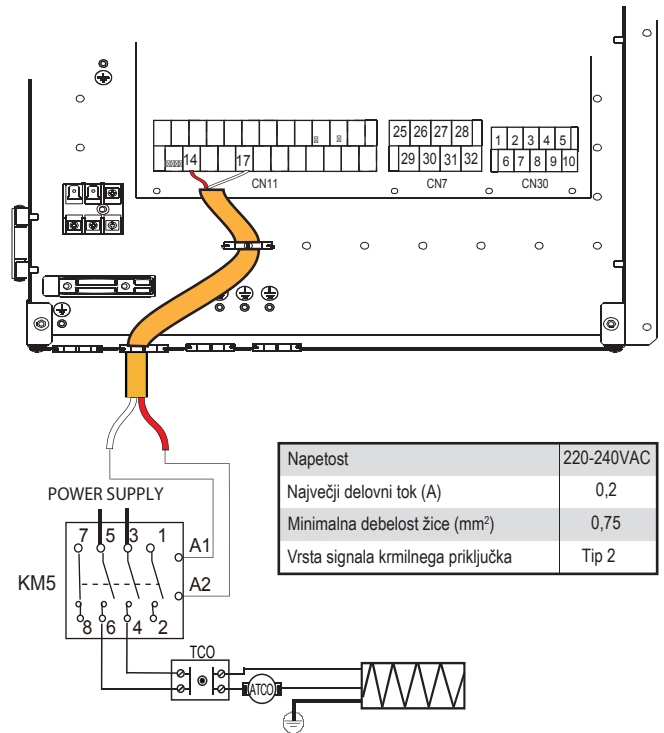 25 26 27 28
1 2 3 4 5
14 17
29 30 31 32
6 7 8 9 10
CN11
CN7
CN30
Napetost 220-240VAC
Največji delovni tok (A) 0,2
Minimalna debelost žice (mm²) 0,75
Vrsta signala krmilnega priključka Tip 2
POWER SUPPLY
7 5 3 1
A1
KM5
A2
8 6 4 2
TCO
ATCO